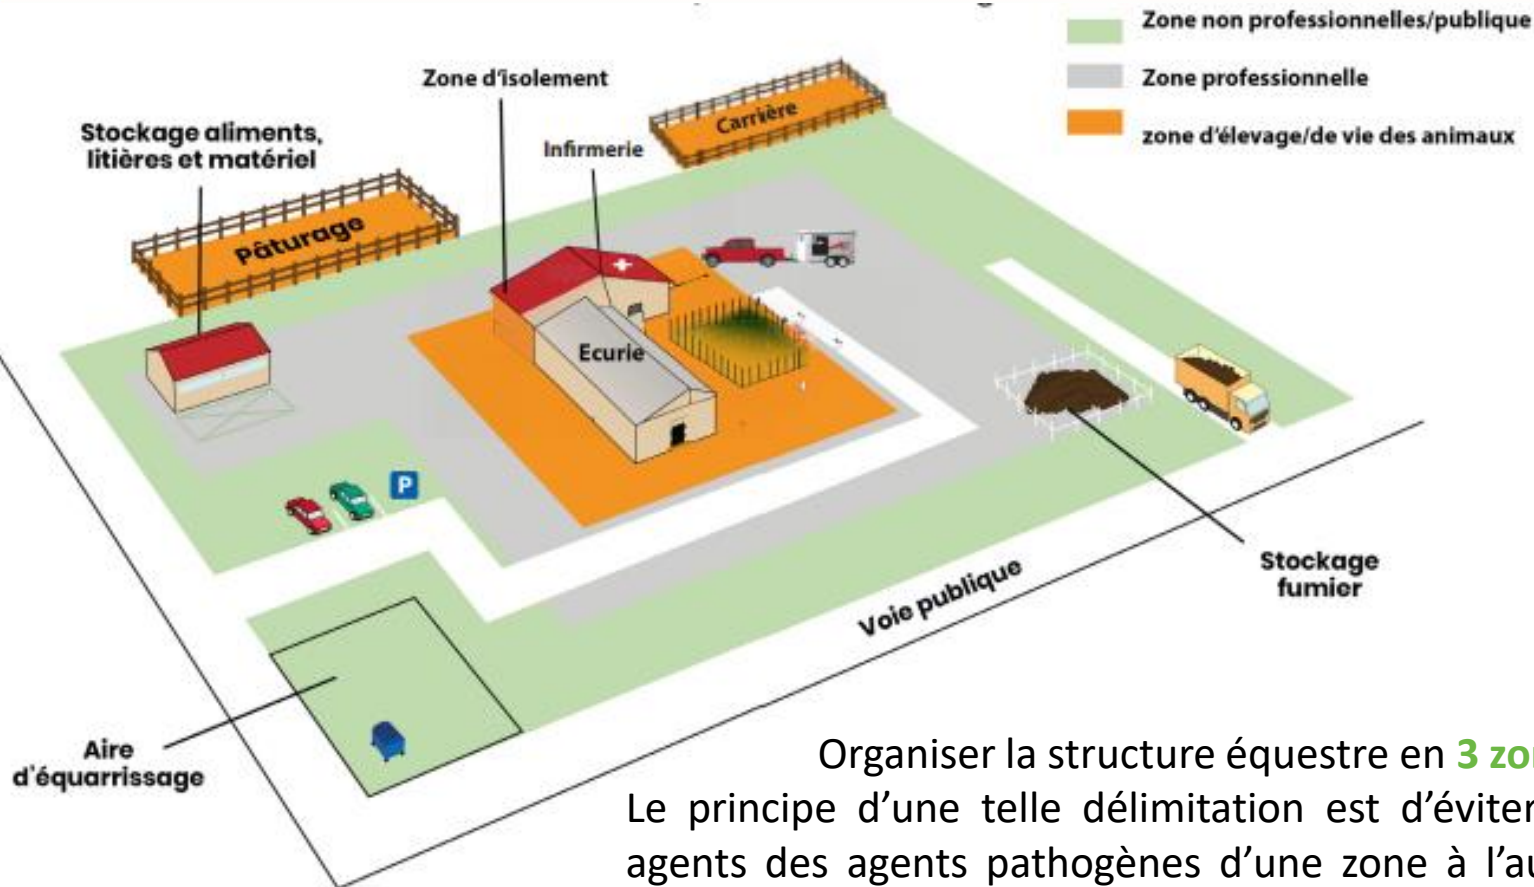 Zone non professionnelles/publique
Zone professionnelle
zone d'élevage/de vie des animaux
Zone d'isolement
Carrière
Stockage aliments,
litières et matériel
Infirmerie
Pâturage
Ecurie
P
Stockage
fumier
Voie publique
Aire
d'équarrissage
Organiser la structure équestre en 3
Le principe d'une telle délimitation est d'éviter
agents des agents pathogènes d'une zone à